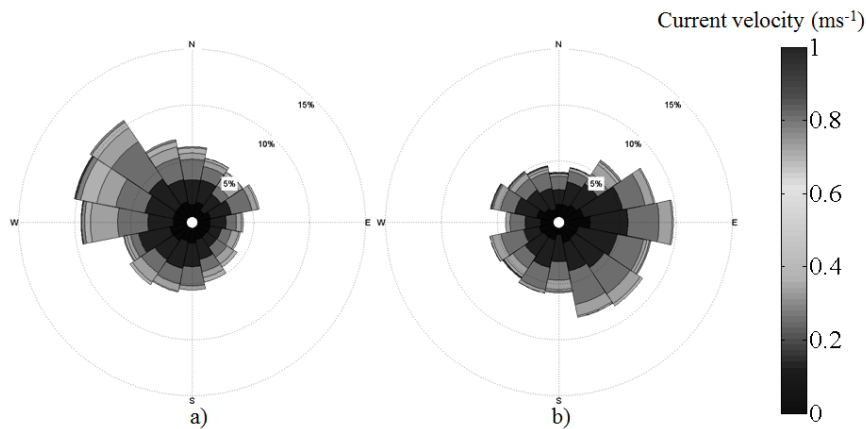 Current velocity (ms-1)
N
15%
10%
5%
W
E
S
a)
N
15%
10%
5%
W
E
S
b)
1
0.8
0.6
0.4
0.2
0